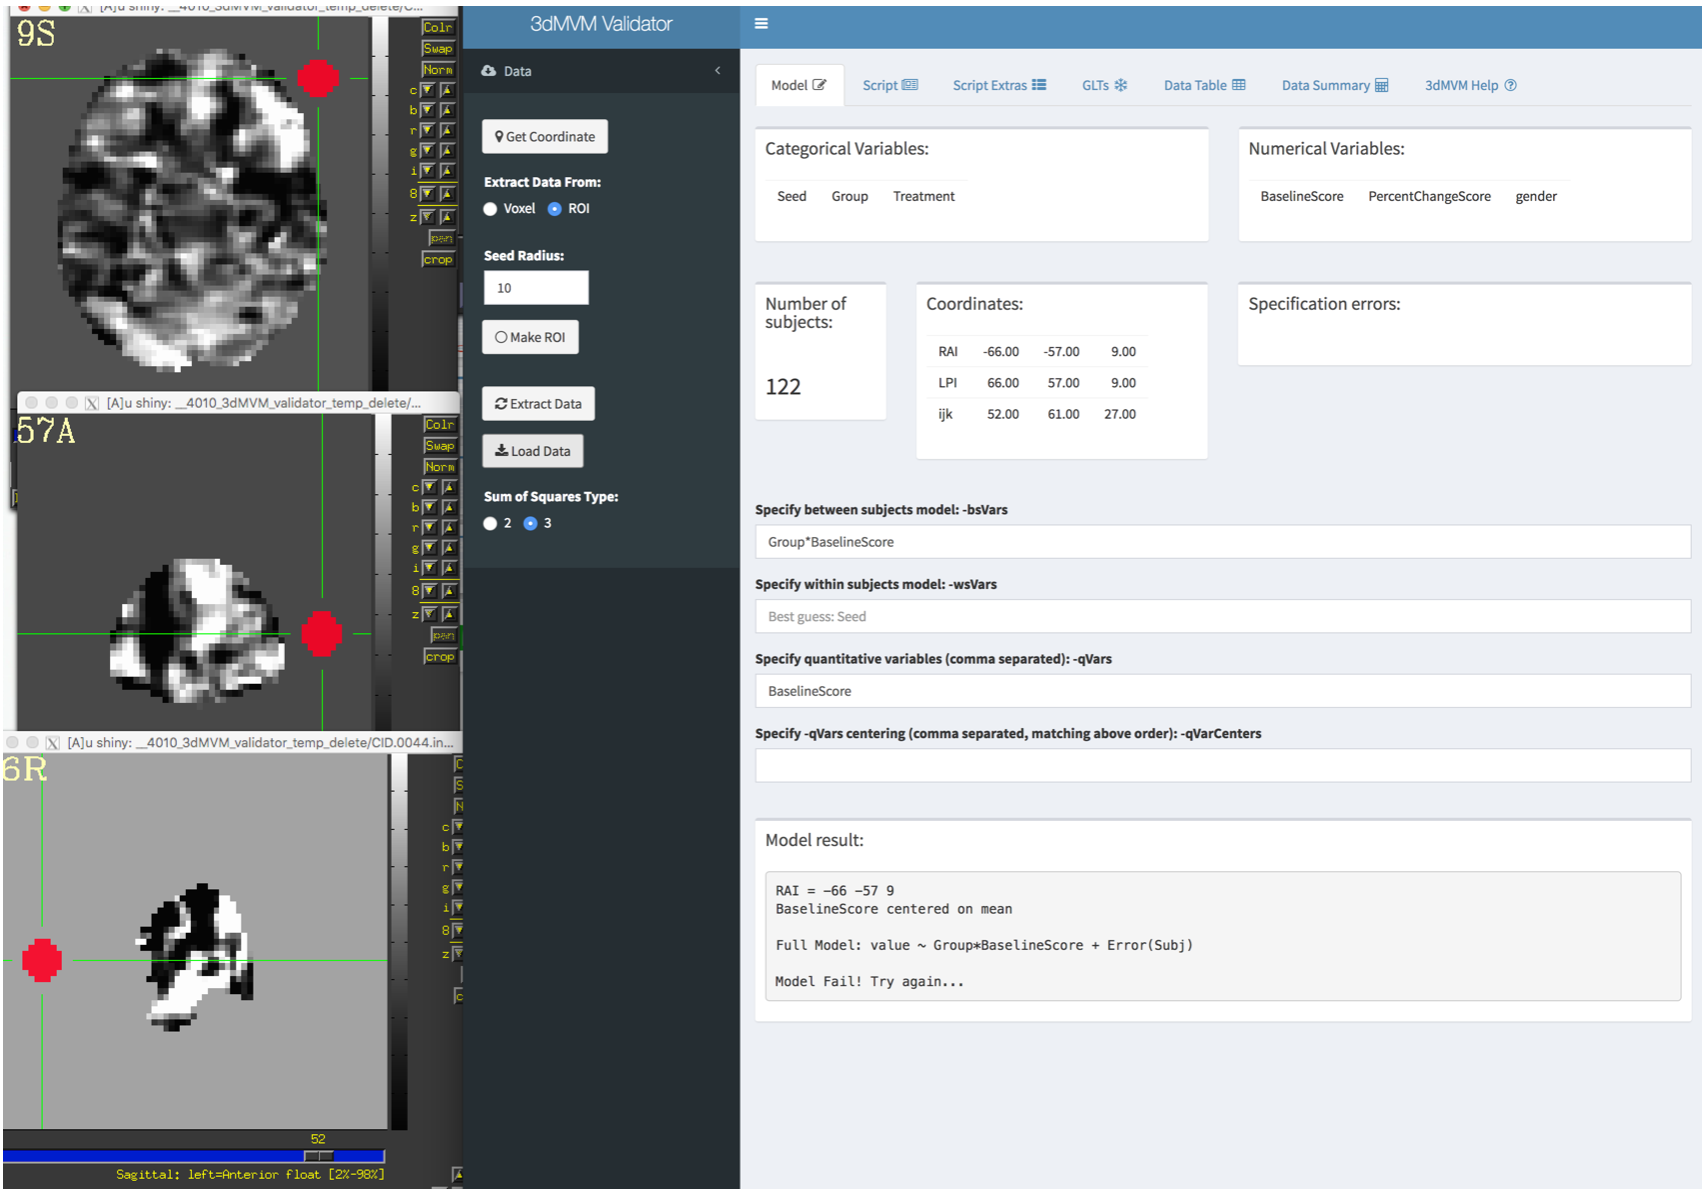 [A]u shiny: __4010_3dMVM_validator_temp_delete/C...
9S
Colr
Swap
Norm
c
b
r
g
i
8
z
pan
crop
[A]u shiny: __4010_3dMVM_validator_temp_delete/...
57A
Colr
Swap
Norm
c
b
r
g
i
8
z
pan
crop
[A]u shiny: __4010_3dMVM_validator_temp_delete/CID.0044.in...
6R
c
b
r
g
i
8
z
52
Sagittal: left=Anterior float [2%-98%]
3dMVM Validator
Data
Get Coordinate
Extract Data From:
Voxel ROI
Seed Radius:
10
Make ROI
Extract Data
Load Data
Sum of Squares Type:
2 3
Model Script Script Extras GLTs Data Table Data Summary 3dMVM Help
Categorical Variables:
Seed Group Treatment
Numerical Variables:
BaselineScore PercentChangeScore gender
Number of
subjects:
122
Coordinates:
RAI -66.00 -57.00 9.00
LPI 66.00 57.00 9.00
ijk 52.00 61.00 27.00
Specification errors:
Specify between subjects model: -bsVars
Group*BaselineScore
Specify within subjects model: -wsVars
Best guess: Seed
Specify quantitative variables (comma separated): -qVars
BaselineScore
Specify -qVars centering (comma separated, matching above order): -qVarCenters
Model result:
RAI = -66 -57 9
BaselineScore centered on mean
Full Model: value ~ Group*BaselineScore + Error(Subj)
Model Fail! Try again...